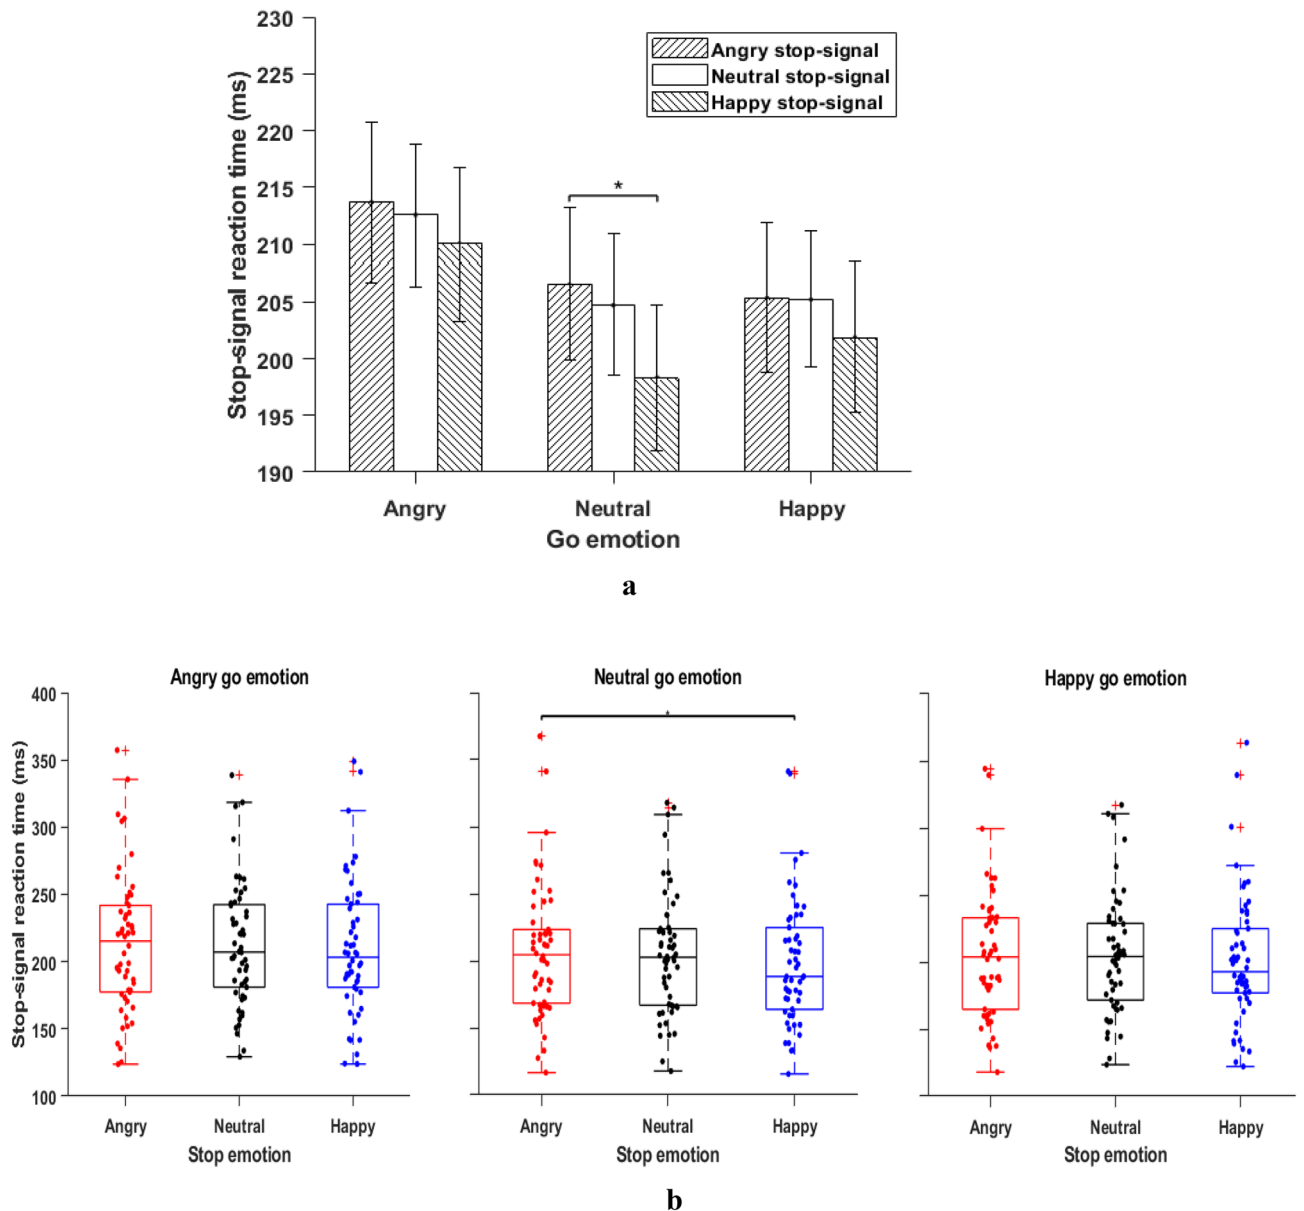 230
225
220
215
210
205
200
195
190
Stop-signal reaction time (ms)
Angry stop-signal
Neutral stop-signal
Happy stop-signal
*
Angry Neutral Happy
Go emotion
a
Angry go emotion Neutral go emotion Happy go emotion
400
350
300
250
200
150
100
Stop-signal reaction time (ms)
*
Angry Neutral Happy Angry Neutral Happy Angry Neutral Happy
Stop emotion Stop emotion Stop emotion
b